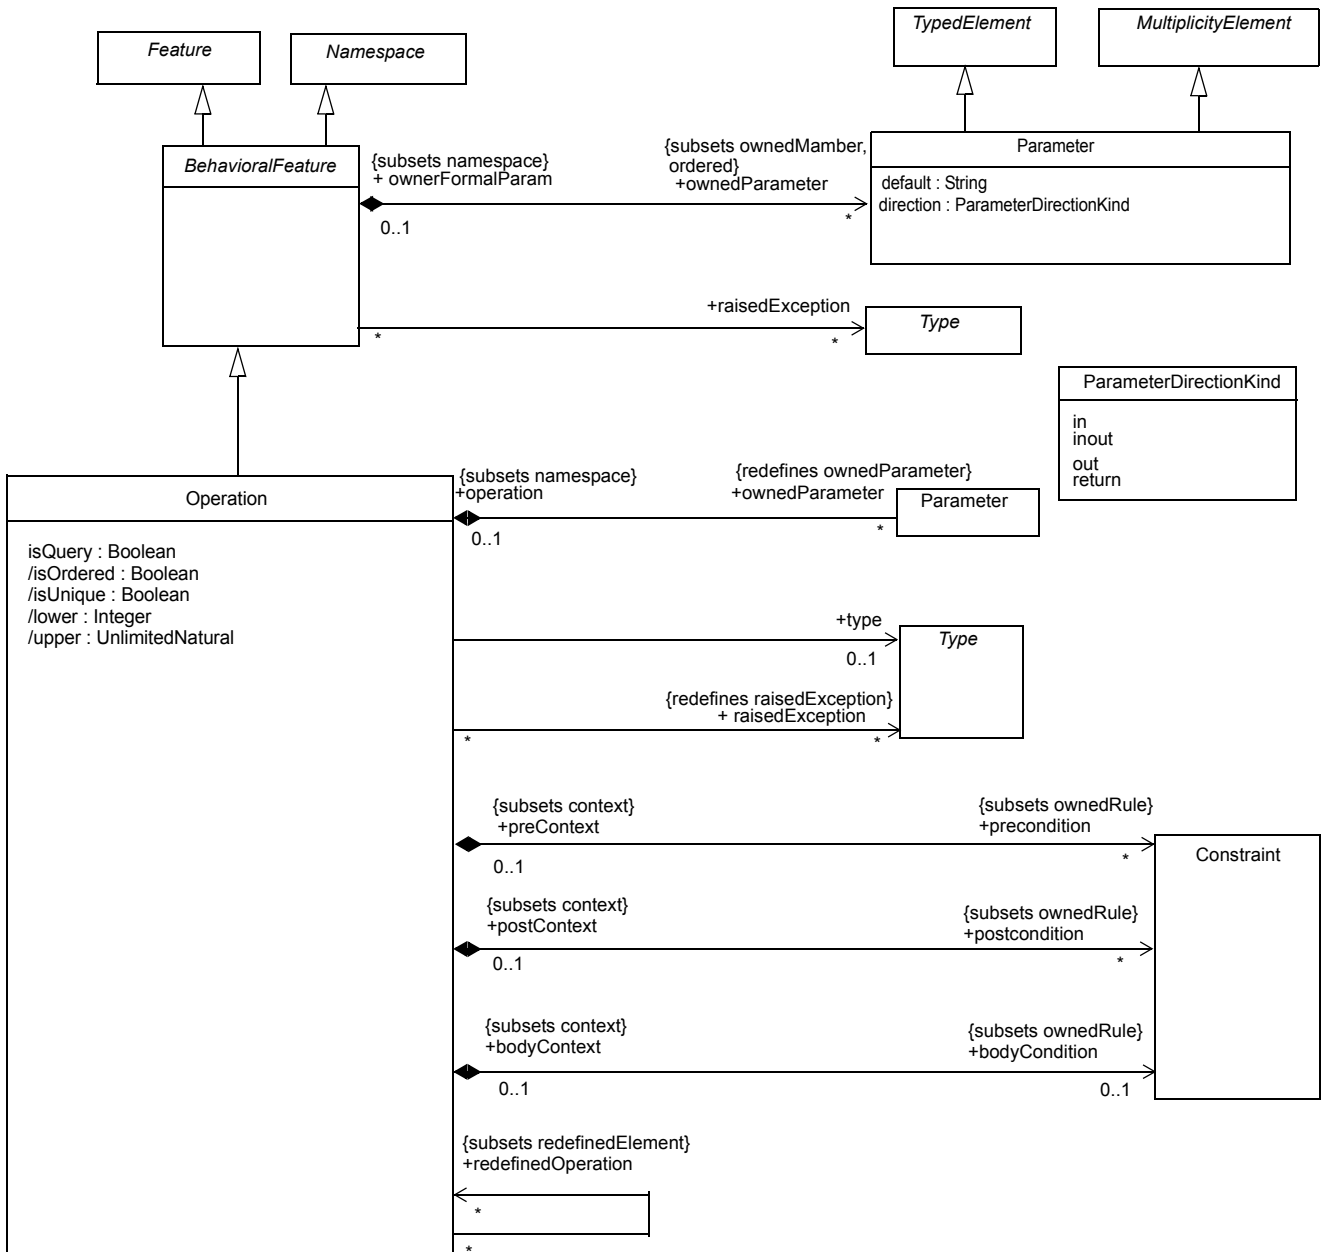 Feature
Namespace
TypedElement
MultiplicityElement
BehavioralFeature
{subsets namespace}
+ ownerFormalParam
0..1
{subsets ownedMamber,
ordered}
+ownedParameter
*
Parameter
default : String
direction : ParameterDirectionKind
*
+raisedException
*
Type
ParameterDirectionKind
in
inout
out
return
Operation
isQuery : Boolean
/isOrdered : Boolean
/isUnique : Boolean
/lower : Integer
/upper : UnlimitedNatural
{subsets namespace}
+operation
0..1
{redefines ownedParameter}
+ownedParameter
*
Parameter
+type
0..1
Type
{redefines raisedException}
+ raisedException
*
*
{subsets context}
+preContext
0..1
{subsets ownedRule}
+precondition
*
Constraint
{subsets context}
+postContext
0..1
{subsets ownedRule}
+postcondition
*
{subsets context}
+bodyContext
0..1
{subsets ownedRule}
+bodyCondition
0..1
{subsets redefinedElement}
+redefinedOperation
*
*